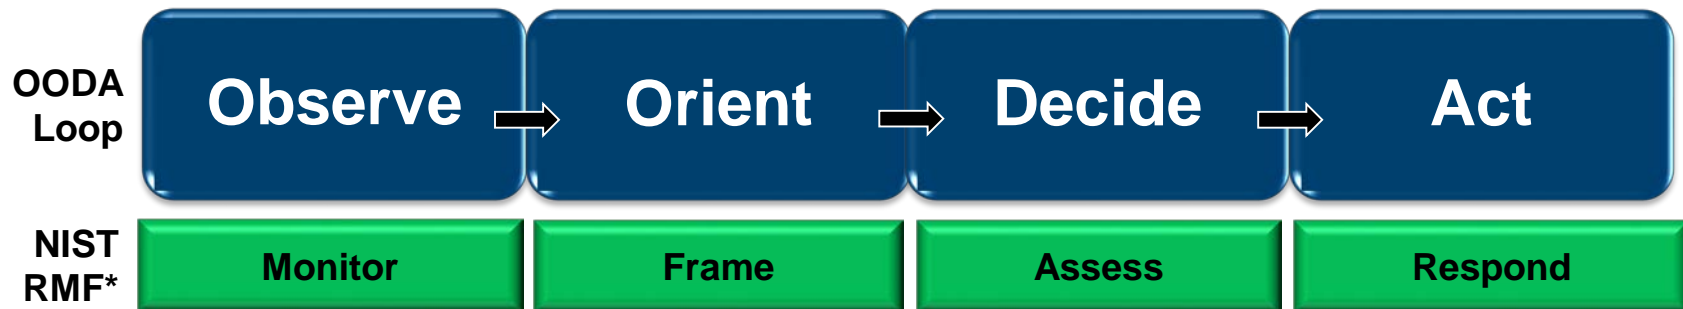 OODA
Loop
Observe
Orient
Decide
Act
NIST
RMF*
Monitor
Frame
Assess
Respond